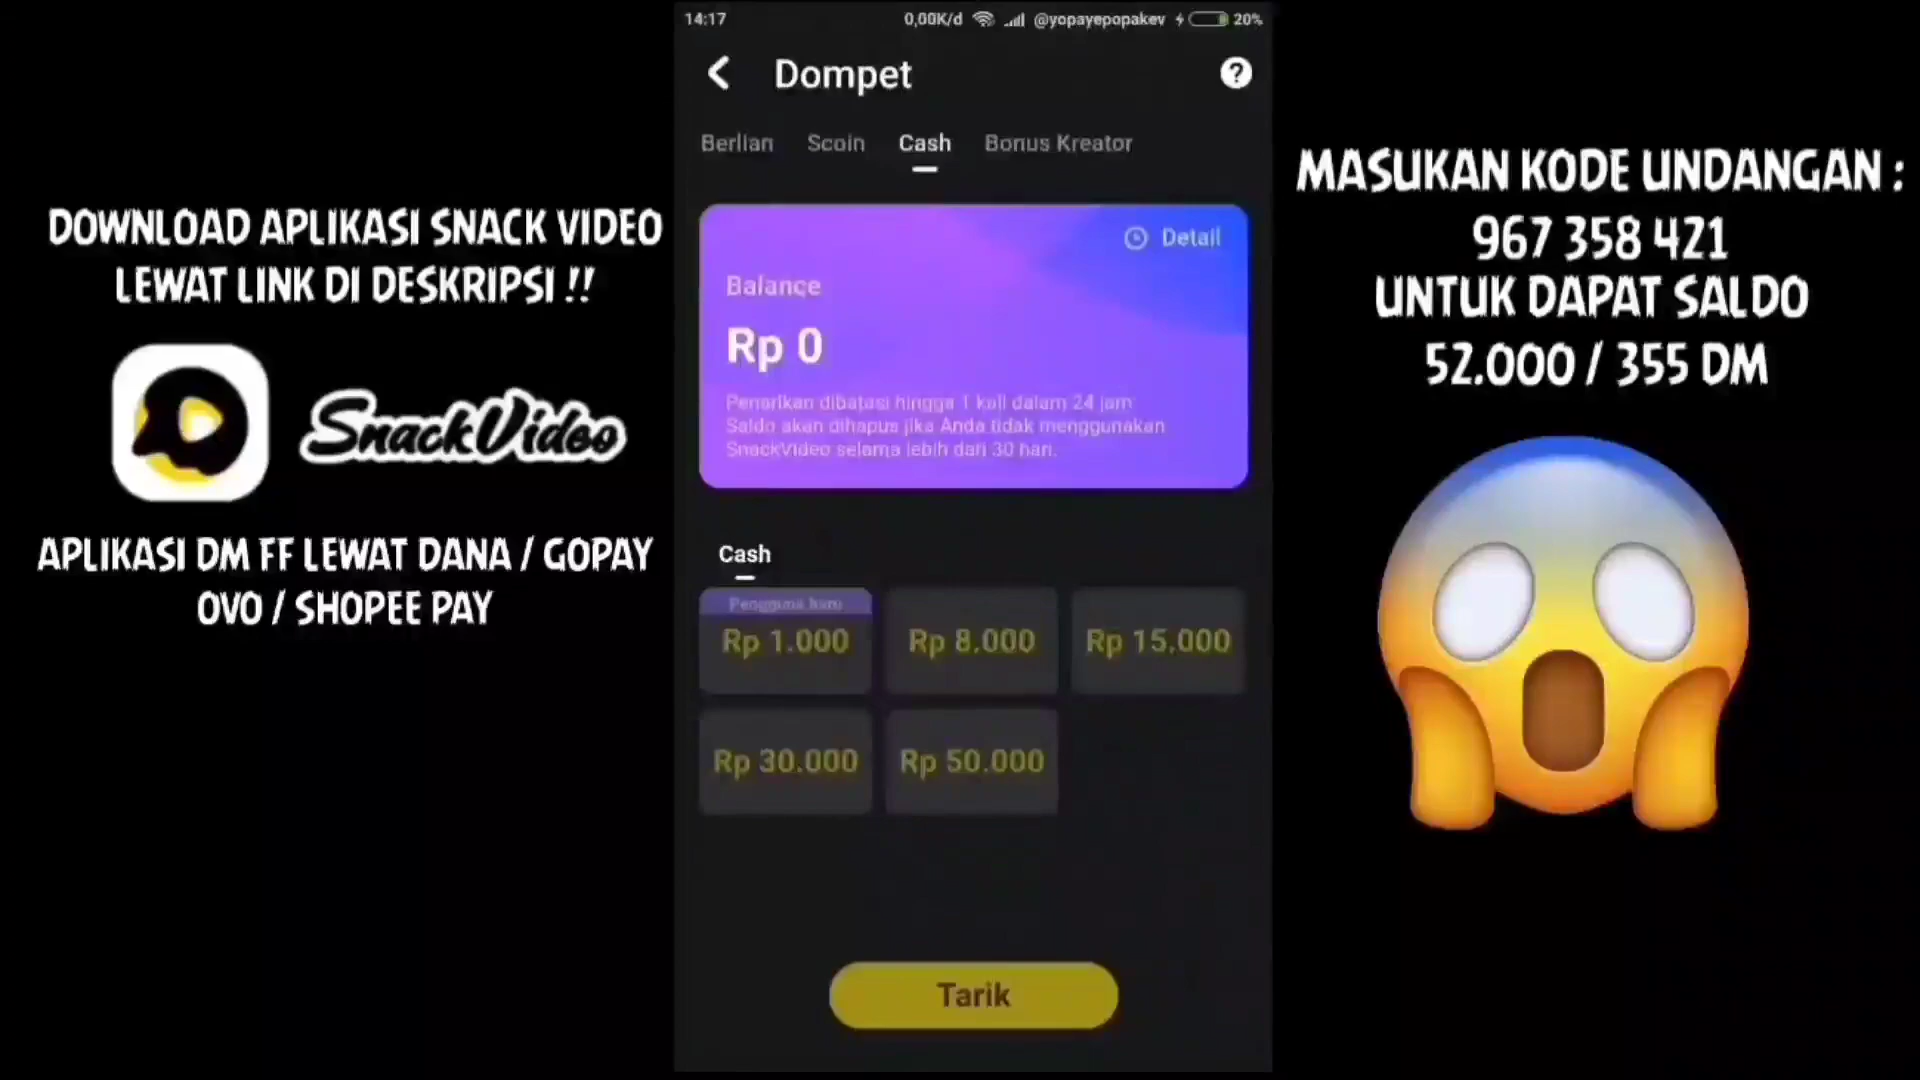 14:17
0,00K/d
@yopayepopakev
20%
Dompet
?
Berlian
Scoin
Cash
Bonus Kreator
Detail
Balance
Rp 0
Penarikan dibatasi hingga 1 kali dalam 24 jam
Saldo akan dihapus jika Anda tidak menggunakan
SnackVideo selama lebih dari 30 hari.
Cash
Pengguna baru
Rp 1.000
Rp 8.000
Rp 15.000
Rp 30.000
Rp 50.000
Tarik
DOWNLOAD APLIKASI SNACK VIDEO
LEWAT LINK DI DESKRIPSI !!
SnackVideo
APLIKASI DM FF LEWAT DANA / GOPAY
OVO / SHOPEE PAY
MASUKAN KODE UNDANGAN :
967 358 421
UNTUK DAPAT SALDO
52.000 / 355 DM